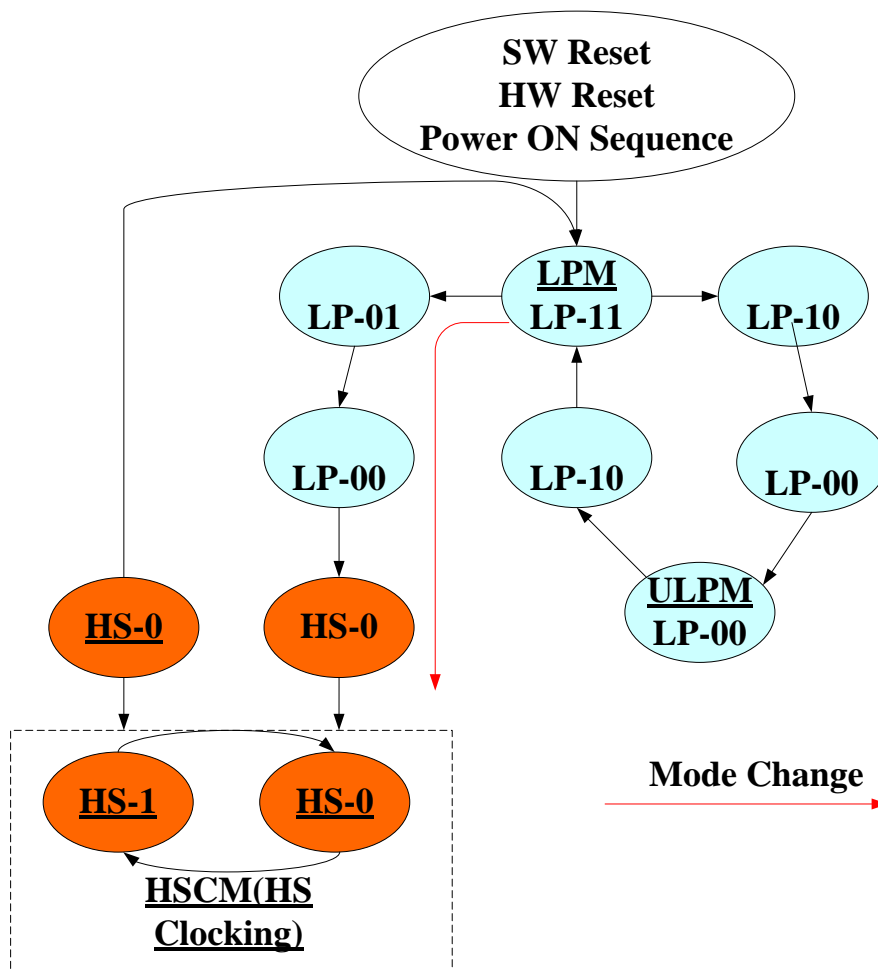 SW Reset
HW Reset
Power ON Sequence
LP-01
LPM
LP-11
LP-10
LP-00
LP-10
LP-00
HS-0
HS-0
ULPM
LP-00
HS-1
HS-0
Mode Change
HSCM(HS
Clocking)